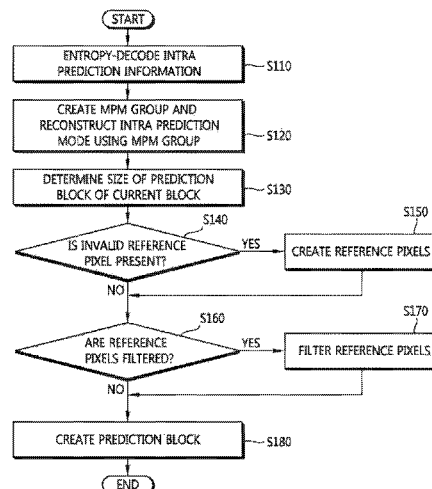 START
ENTROPY-DECODE INTRA
PREDICTION INFORMATION
S110
CREATE MPM GROUP AND
RECONSTRUCT INTRA PREDICTION
MODE USING MPM GROUP
S120
DETERMINE SIZE OF PREDICTION
BLOCK OF CURRENT BLOCK
S130
S140
IS INVALID REFERENCE
PIXEL PRESENT?
YES
S150
CREATE REFERENCE PIXELS
NO
S160
ARE REFERENCE
PIXELS FILTERED?
YES
S170
FILTER REFERENCE PIXELS
NO
CREATE PREDICTION BLOCK
S180
END